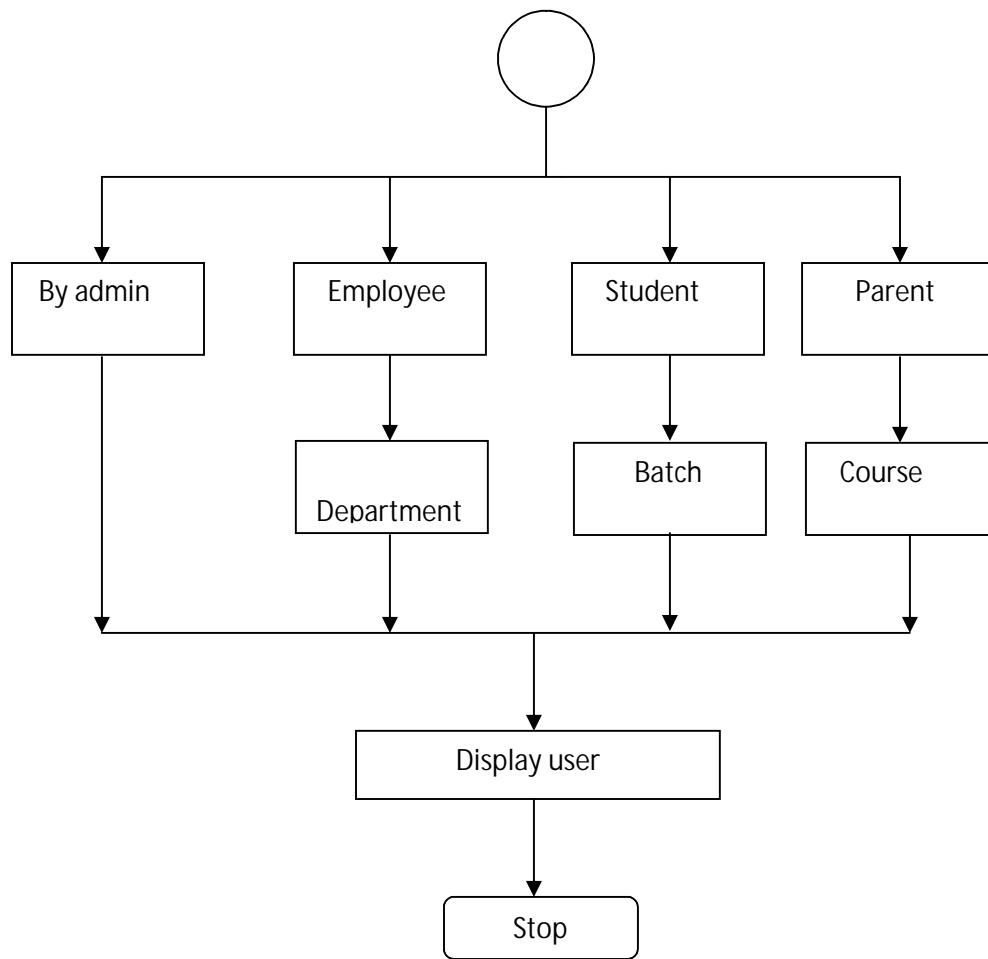 By admin
Employee
Student
Parent
Department
Batch
Course
Display user
Stop